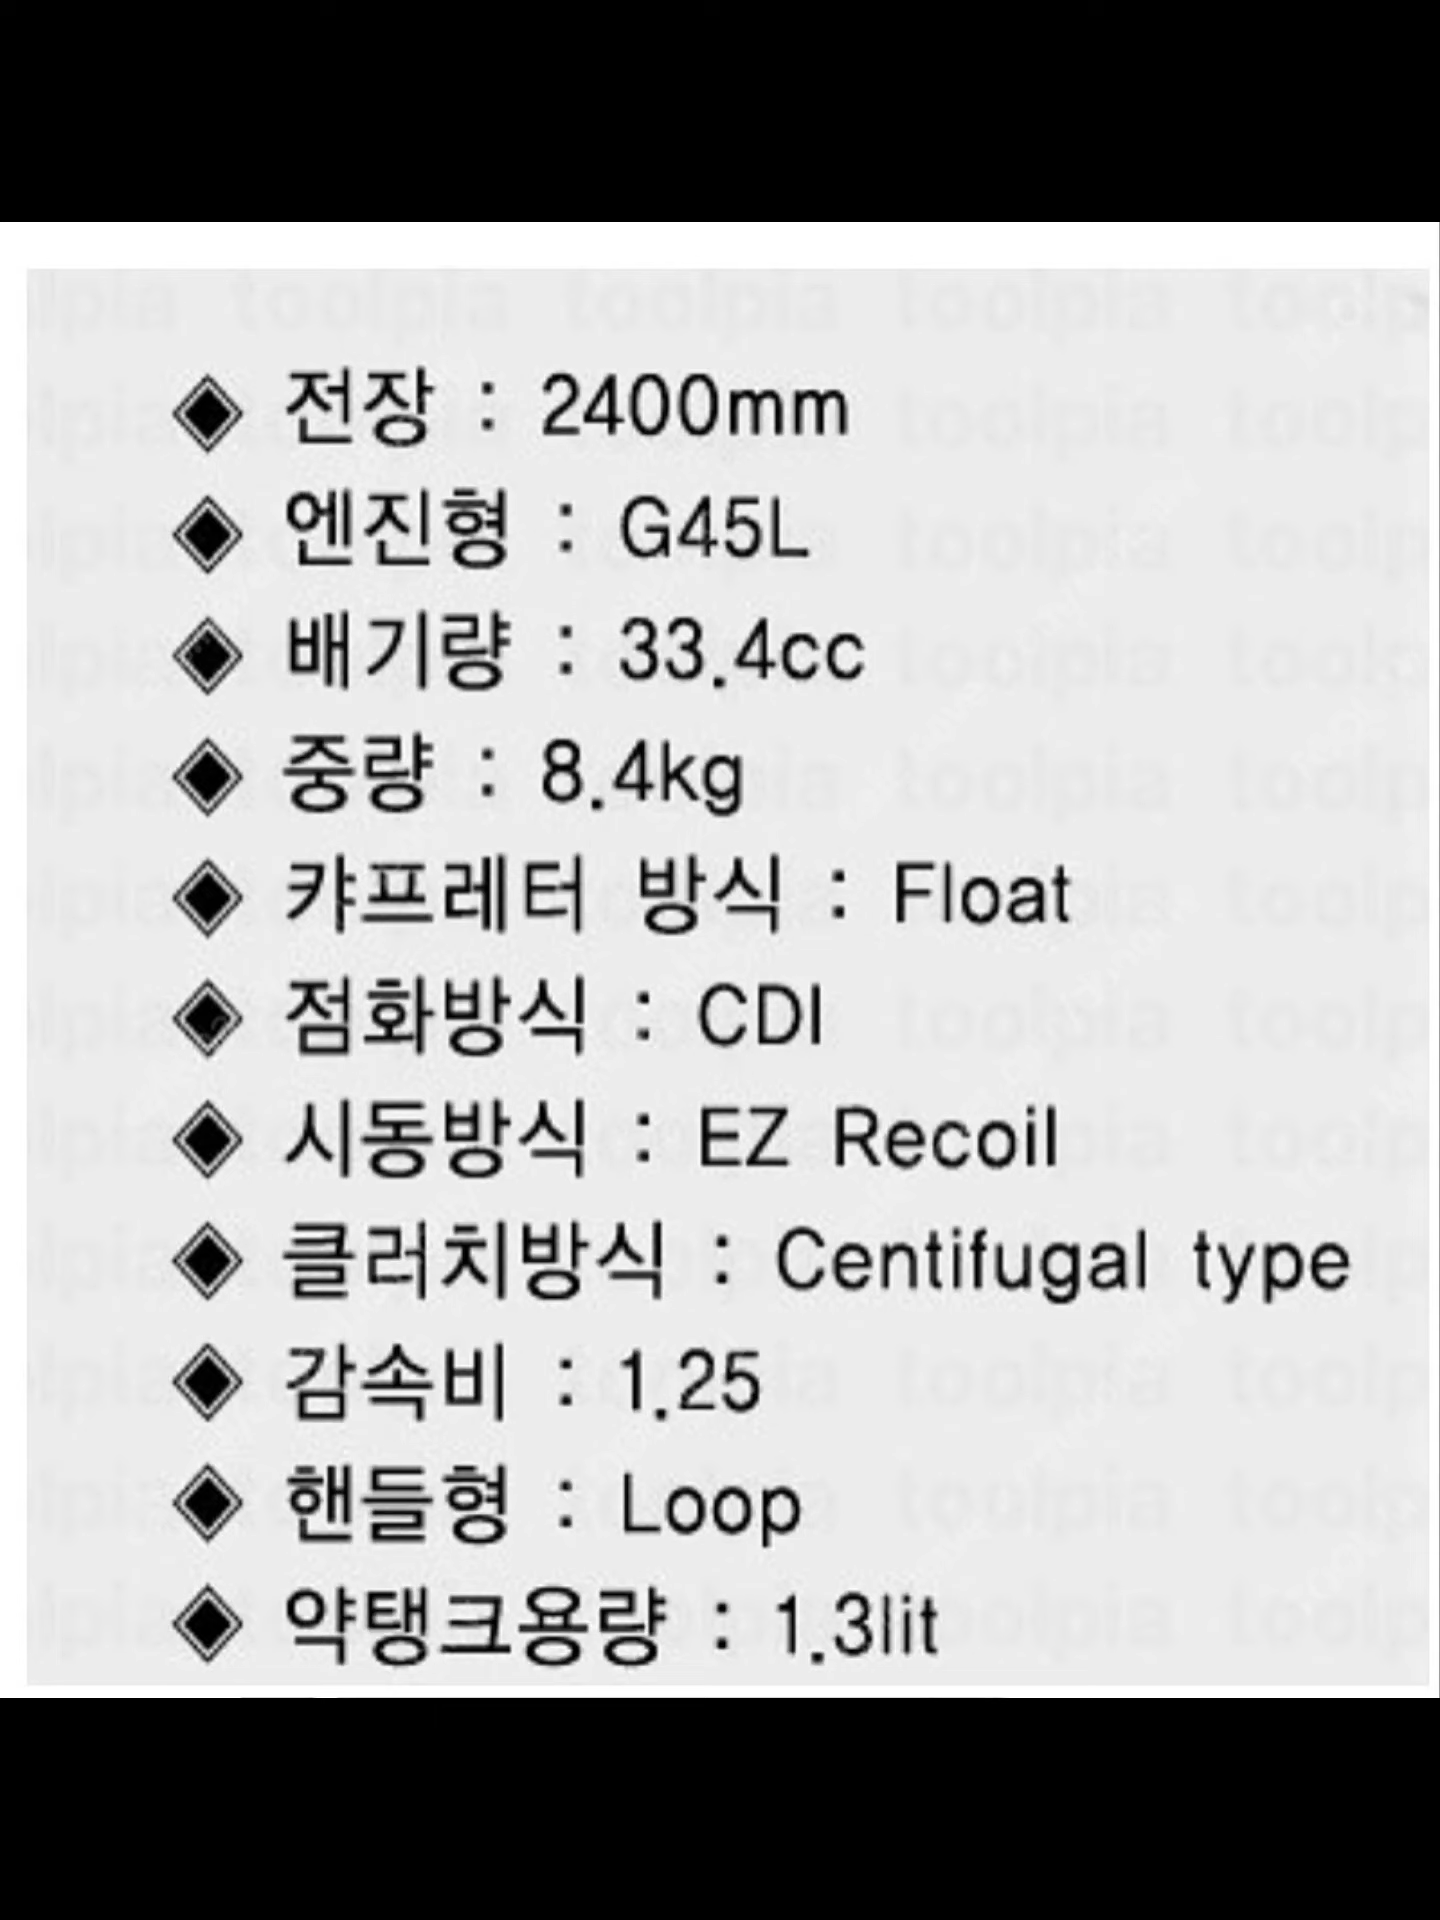 ◈ 전장 : 2400mm
◈ 엔진형 : G45L
◈ 배기량 : 33.4cc
◈ 중량 : 8.4kg
◈ 캬프레터 방식 : Float
◈ 점화방식 : CDI
◈ 시동방식 : EZ Recoil
◈ 클러치방식 : Centifugal type
◈ 감속비 : 1.25
◈ 핸들형 : Loop
◈ 약탱크용량 : 1.3lit